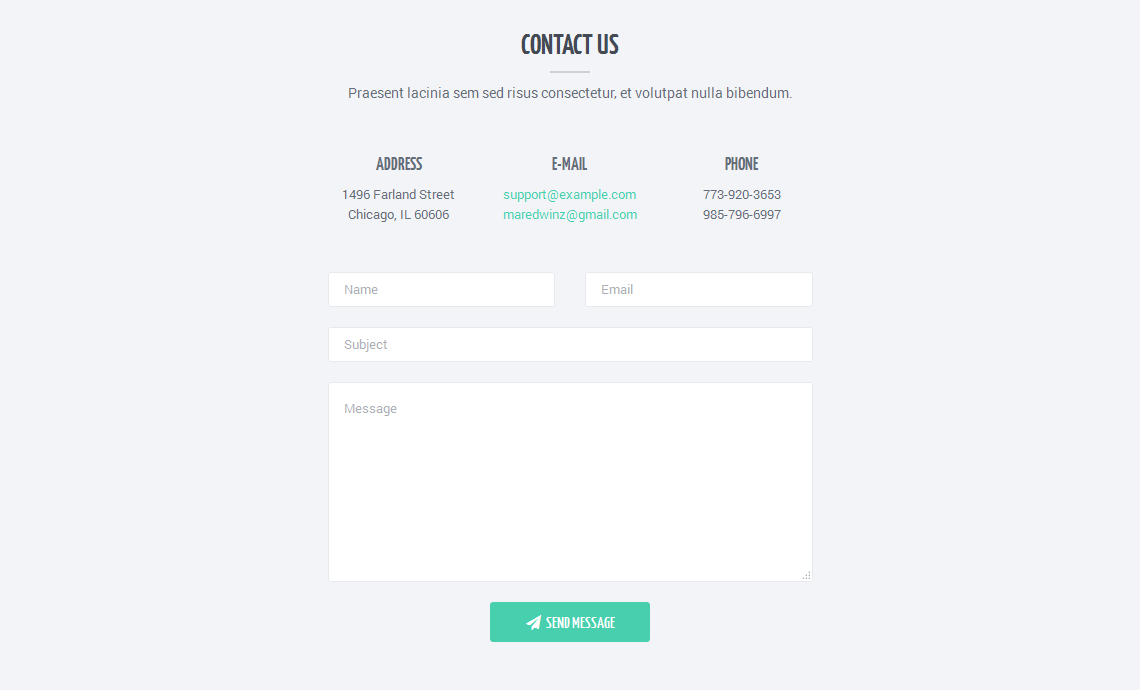 CONTACT US
Praesent lacinia sem sed risus consectetur, et volutpat nulla bibendum.
ADDRESS
1496 Farland Street
Chicago, IL 60606
E-MAIL
support@example.com
maredwinz@gmail.com
PHONE
773-920-3653
985-796-6997
Name
Email
Subject
Message
SEND MESSAGE